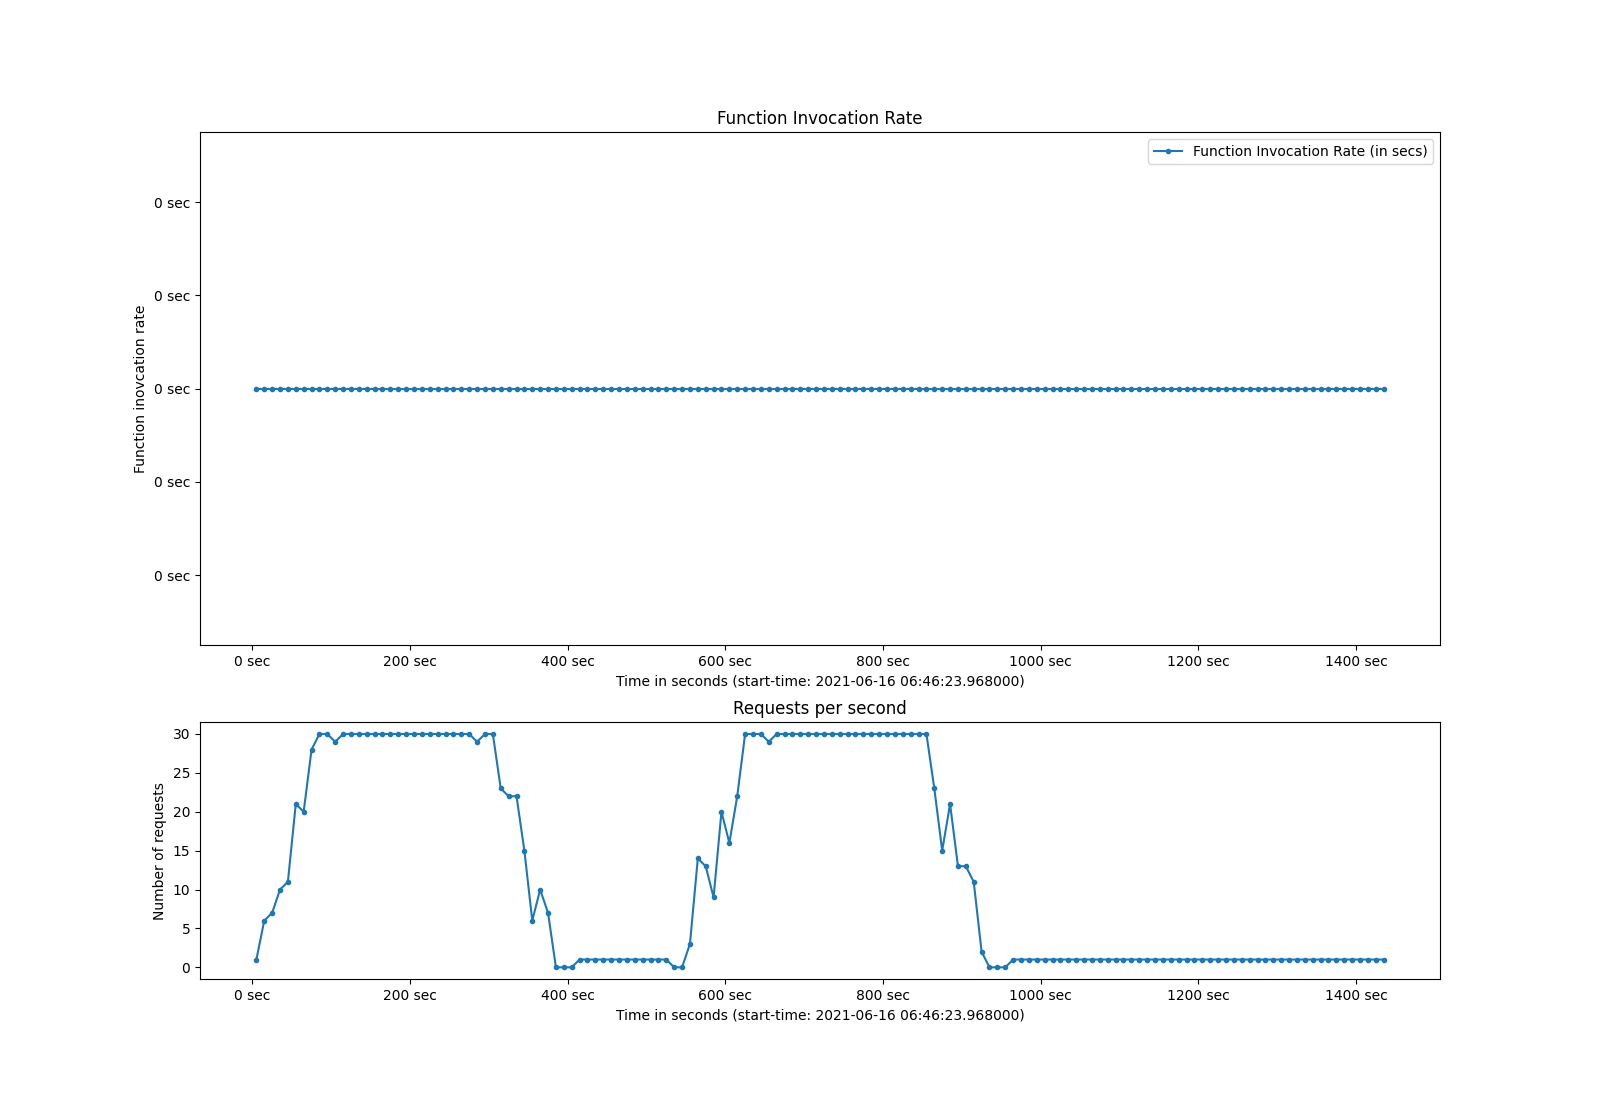 Function Invocation Rate
Function Invocation Rate (in secs)
0 sec
0 sec
0 sec
0 sec
0 sec
Function inovcation rate
0 sec 200 sec 400 sec 600 sec 800 sec 1000 sec 1200 sec 1400 sec
Time in seconds (start-time: 2021-06-16 06:46:23.968000)
Requests per second
30
25
20
15
10
5
0
Number of requests
0 sec 200 sec 400 sec 600 sec 800 sec 1000 sec 1200 sec 1400 sec
Time in seconds (start-time: 2021-06-16 06:46:23.968000)